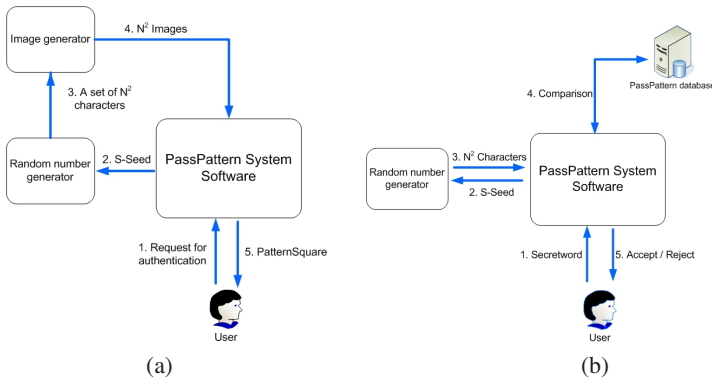 4. N² Images
Image generator
3. A set of N²
characters
Random number
generator
2. S-Seed
PassPattern System
Software
1. Request for
authentication
5. PatternSquare
User
(a)
PassPattern database
4. Comparison
Random number
generator
3. N² Characters
2. S-Seed
PassPattern System
Software
1. Secretword
5. Accept / Reject
User
(b)